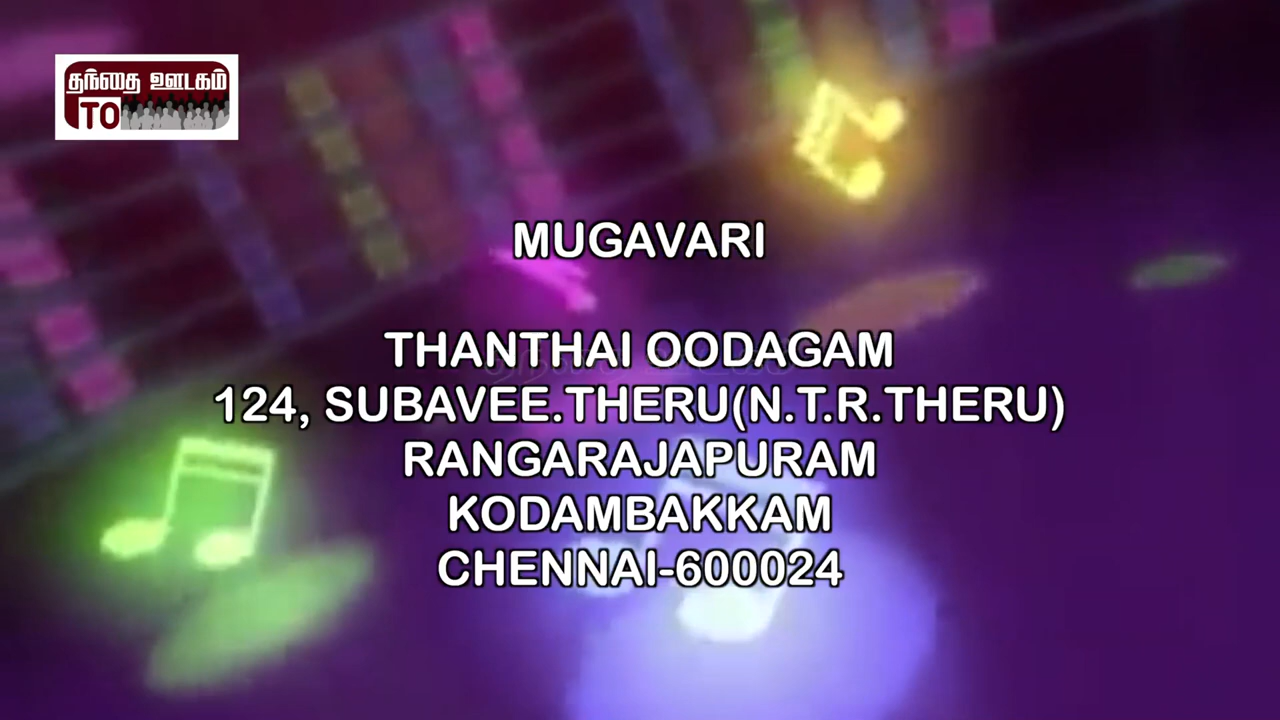 தந்தை ஊடகம்
TO
MUGAVARI
THANTHAI OODAGAM
124, SUBAVEE.THERU(N.T.R.THERU)
RANGARAJAPURAM
KODAMBAKKAM
CHENNAI-600024